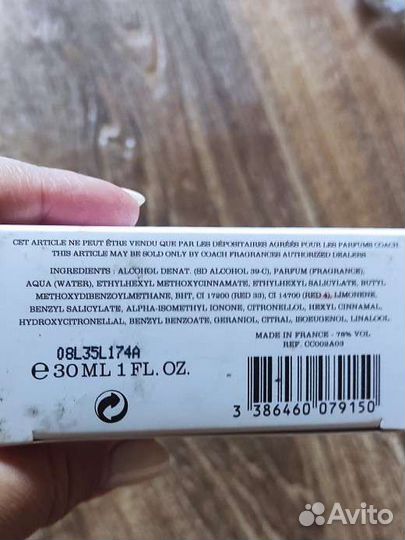 CET ARTICLE NE PEUT ÊTRE VENDU QUE PAR LES DÉPOSITAIRES AGRÉÉS POUR LES PARFUMS COACH
THIS ARTICLE MAY BE SOLD ONLY BY COACH FRAGRANCES AUTHORIZED DEALERS
INGREDIENTS : ALCOHOL DENAT. (SD ALCOHOL 39-C), PARFUM (FRAGRANCE),
AQUA (WATER), ETHYLHEXYL METHOXYCINNAMATE, ETHYLHEXYL SALICYLATE, BUTYL
METHOXYDIBENZOYLMETHANE, BHT, CI 17200 (RED 33), CI 14700 (RED 4), LIMONENE,
BENZYL SALICYLATE, ALPHA-ISOMETHYL IONONE, CITRONELLOL, HEXYL CINNAMAL,
HYDROXYCITRONELLAL, BENZYL BENZOATE, GERANIOL, CITRAL, ISOEUGENOL, LINALOOL
MADE IN FRANCE - 78% VOL
REF. CC002A03
08L35L174A
℮ 30 ML 1 FL. OZ.
3 386460 079150
Avito